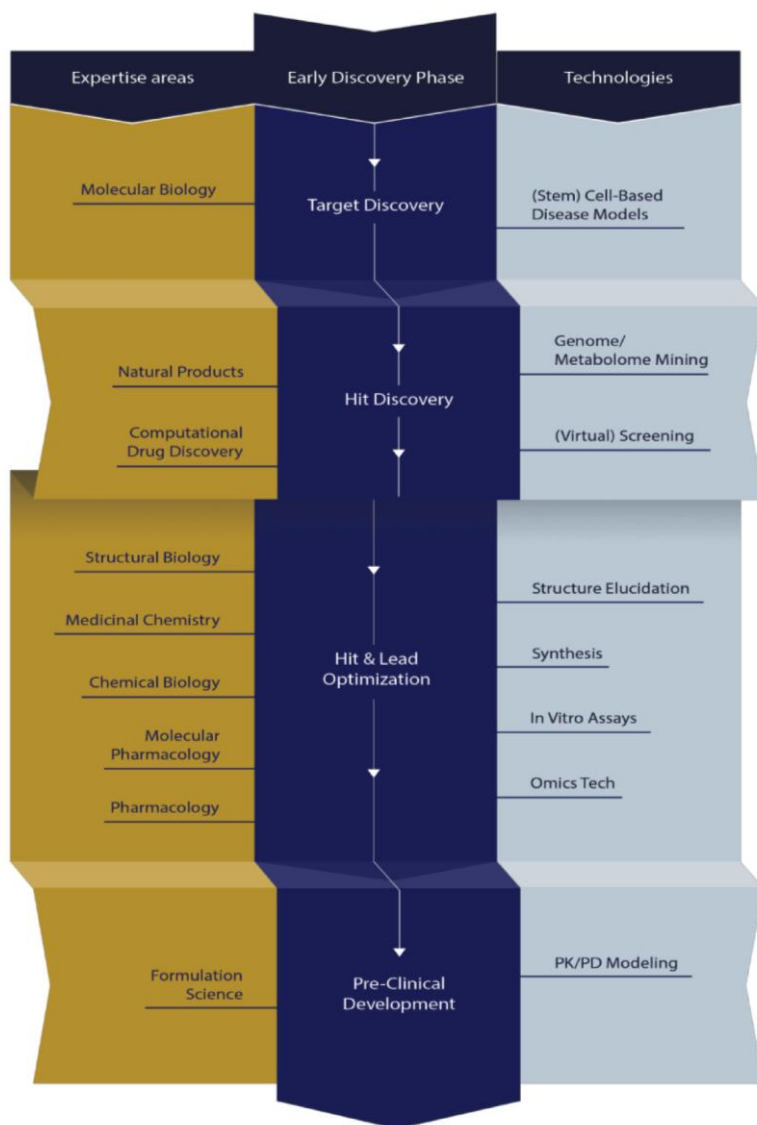 Expertise areas
Early Discovery Phase
Technologies
Molecular Biology
Target Discovery
(Stem) Cell-Based
Disease Models
Natural Products
Computational
Drug Discovery
Hit Discovery
Genome/
Metabolome Mining
(Virtual) Screening
Structural Biology
Medicinal Chemistry
Chemical Biology
Molecular
Pharmacology
Pharmacology
Hit & Lead
Optimization
Structure Elucidation
Synthesis
In Vitro Assays
Omics Tech
Formulation
Science
Pre-Clinical
Development
PK/PD Modeling